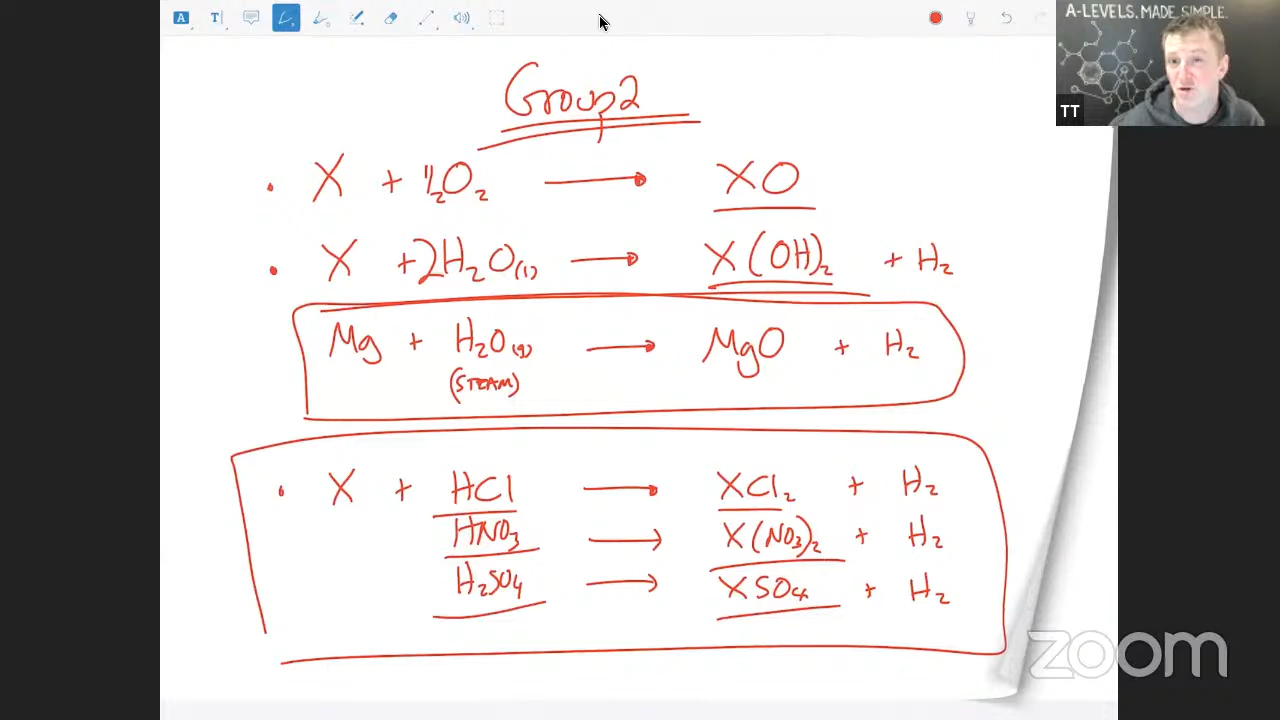 A-LEVELS. MADE SIMPLE.
TT
Group 2
• X + ½O₂ → XO
• X + 2H₂O(l) → X(OH)₂ + H₂
Mg + H₂O(g) → MgO + H₂
(STEAM)
• X + HCl → XCl₂ + H₂
HNO₃ → X(NO₃)₂ + H₂
H₂SO₄ → XSO₄ + H₂
zoom